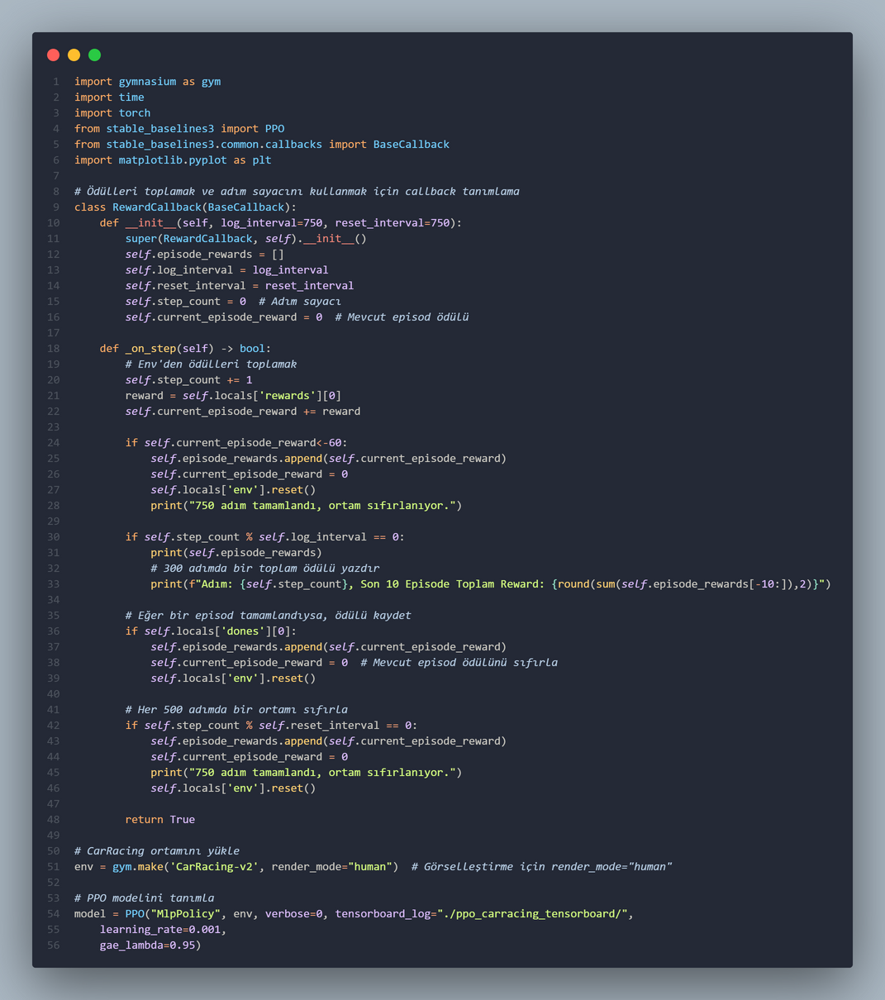 1 import gymnasium as gym
2 import time
3 import torch
4 from stable_baselines3 import PPO
5 from stable_baselines3.common.callbacks import BaseCallback
6 import matplotlib.pyplot as plt
7
8 # Ödülleri toplamak ve adım sayacını kullanmak için callback tanımlama
9 class RewardCallback(BaseCallback):
10     def __init__(self, log_interval=750, reset_interval=750):
11         super(RewardCallback, self).__init__()
12         self.episode_rewards = []
13         self.log_interval = log_interval
14         self.reset_interval = reset_interval
15         self.step_count = 0  # Adım sayacı
16         self.current_episode_reward = 0  # Mevcut episod ödülü
17
18     def _on_step(self) -> bool:
19         # Env'den ödülleri toplamak
20         self.step_count += 1
21         reward = self.locals['rewards'][0]
22         self.current_episode_reward += reward
23
24         if self.current_episode_reward<-60:
25             self.episode_rewards.append(self.current_episode_reward)
26             self.current_episode_reward = 0
27             self.locals['env'].reset()
28             print("750 adım tamamlandı, ortam sıfırlanıyor.")
29
30         if self.step_count % self.log_interval == 0:
31             print(self.episode_rewards)
32             # 300 adımda bir toplam ödülü yazdır
33             print(f"Adım: {self.step_count}, Son 10 Episode Toplam Reward: {round(sum(self.episode_rewards[-10:]),2)}")
34
35         # Eğer bir episod tamamlandıysa, ödülü kaydet
36         if self.locals['dones'][0]:
37             self.episode_rewards.append(self.current_episode_reward)
38             self.current_episode_reward = 0  # Mevcut episod ödülünü sıfırla
39             self.locals['env'].reset()
40
41         # Her 500 adımda bir ortamı sıfırla
42         if self.step_count % self.reset_interval == 0:
43             self.episode_rewards.append(self.current_episode_reward)
44             self.current_episode_reward = 0
45             print("750 adım tamamlandı, ortam sıfırlanıyor.")
46             self.locals['env'].reset()
47
48         return True
49
50 # CarRacing ortamını yükle
51 env = gym.make('CarRacing-v2', render_mode="human")  # Görselleştirme için render_mode="human"
52
53 # PPO modelini tanımla
54 model = PPO("MlpPolicy", env, verbose=0, tensorboard_log="./ppo_carracing_tensorboard/",
55     learning_rate=0.001,
56     gae_lambda=0.95)